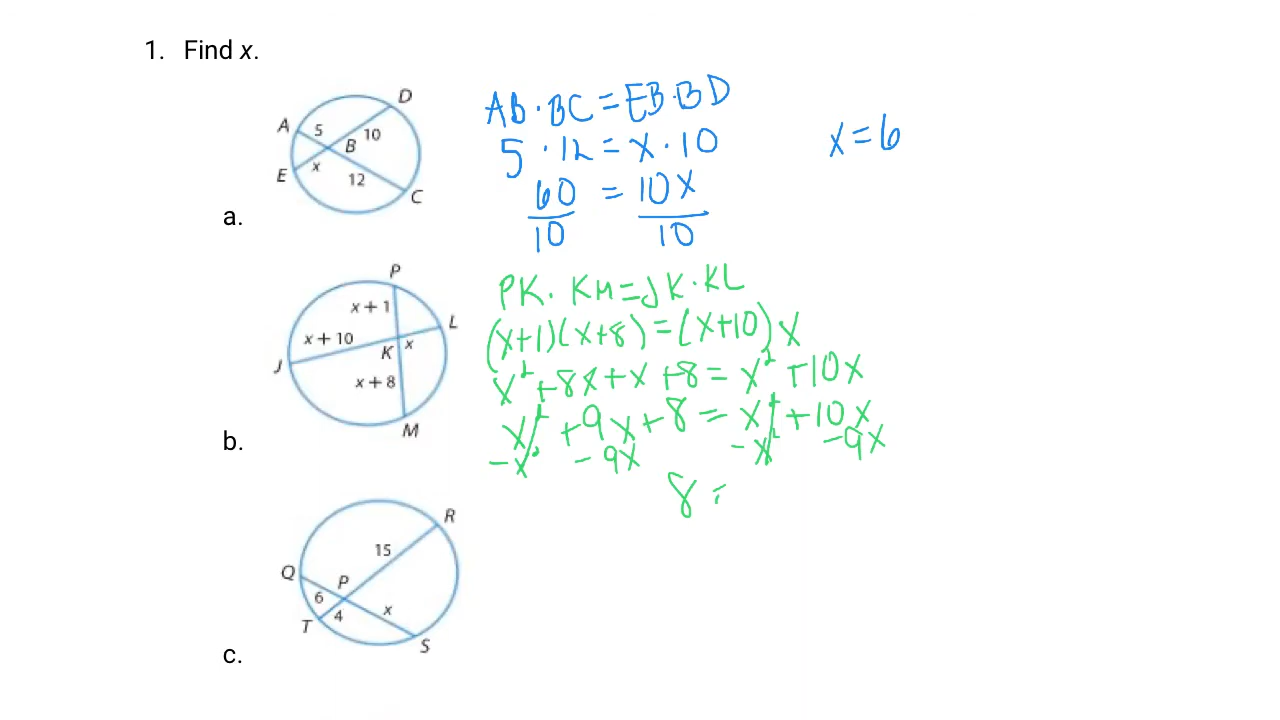 1. Find x.
A 5 D 10 B E x 12 C
a.
AB · BC = EB · BD
5 · 12 = x · 10
60 = 10x
10 10
x = 6
P x + 1 L x + 10 K x J x + 8 M
b.
PK · KM = JK · KL
(x+1)(x+8) = (x+10)x
x² + 8x + x + 8 = x² + 10x
x² + 9x + 8 = x² + 10x
-x² - 9x - x² - 9x
8 =
R 15 Q P 6 4 x T S
c.